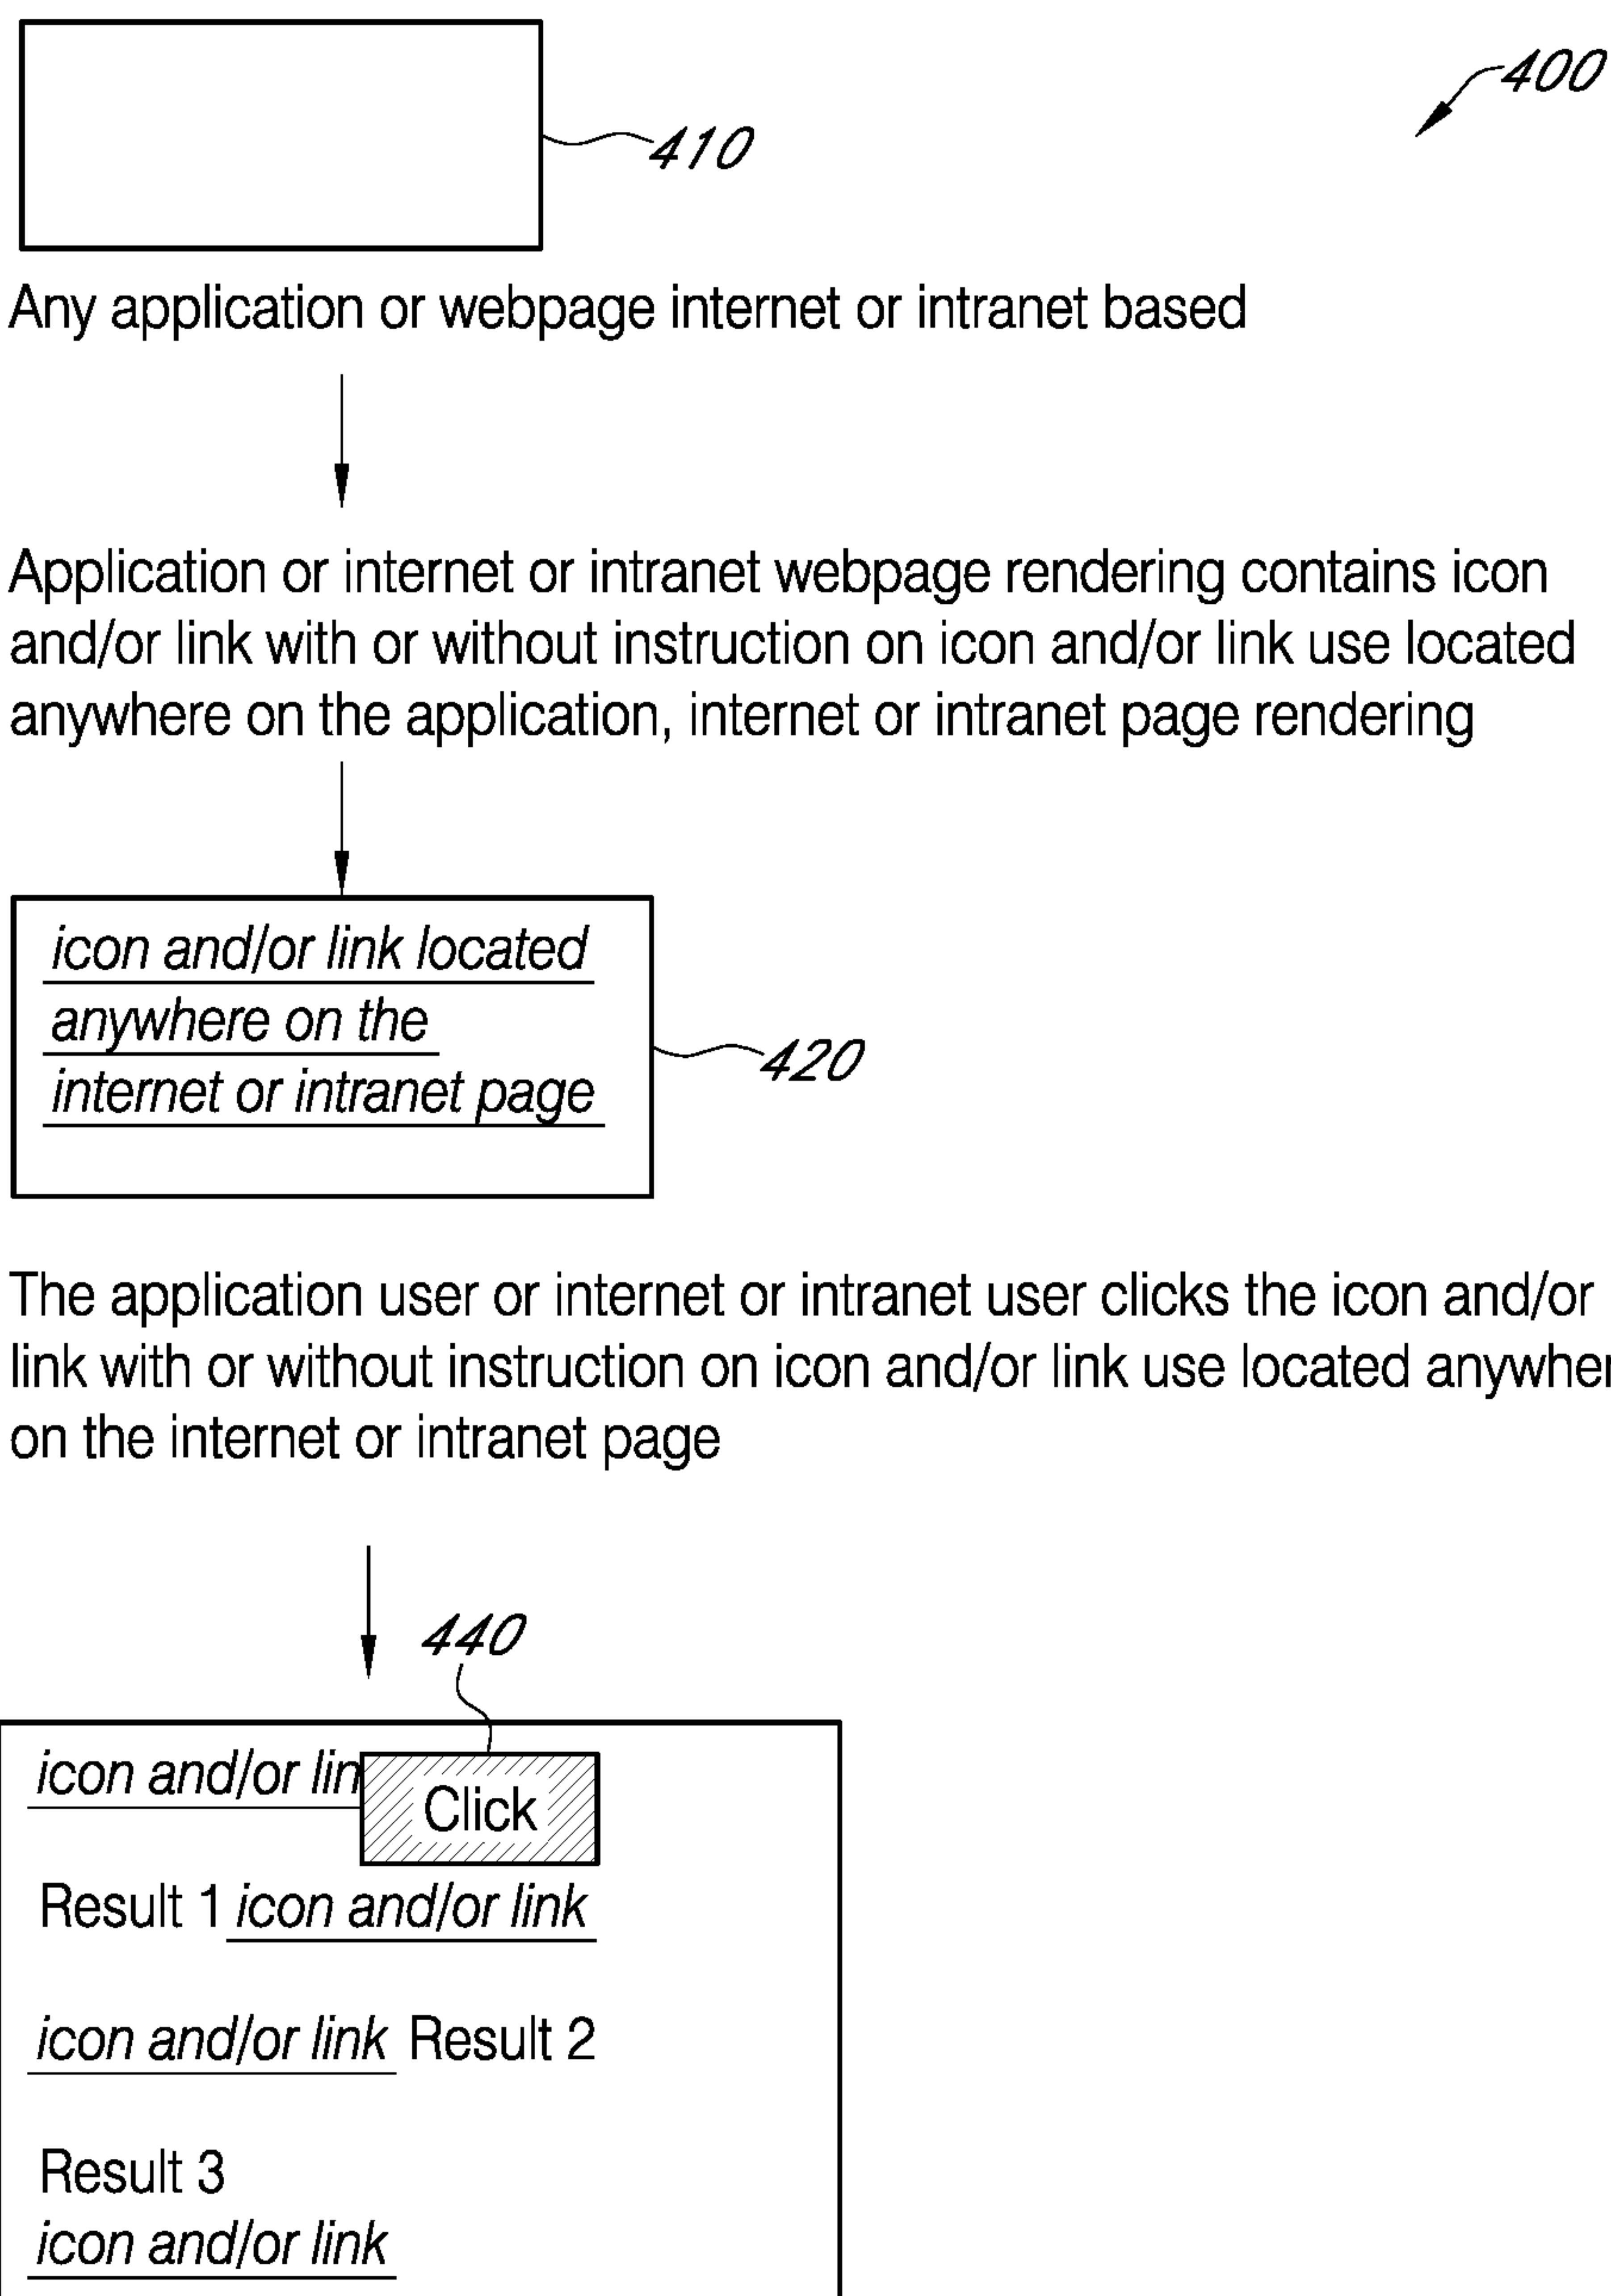 400
410
Any application or webpage internet or intranet based
Application or internet or intranet webpage rendering contains icon
and/or link with or without instruction on icon and/or link use located
anywhere on the application, internet or intranet page rendering
icon and/or link located
anywhere on the
internet or intranet page
420
The application user or internet or intranet user clicks the icon and/or
link with or without instruction on icon and/or link use located anywher
on the internet or intranet page
440
icon and/or lin
Click
Result 1 icon and/or link
icon and/or link Result 2
Result 3
icon and/or link